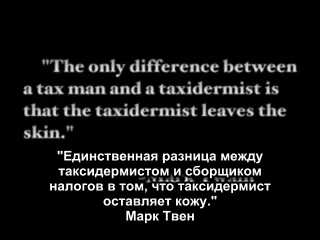 "The only difference between
a tax man and a taxidermist is
that the taxidermist leaves the
skin."
"Единственная разница между
таксидермистом и сборщиком
налогов в том, что таксидермист
оставляет кожу."
Марк Твен